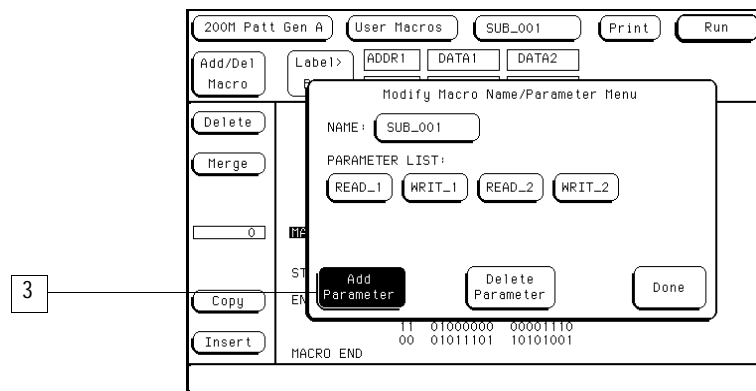 200M Patt Gen A User Macros SUB_001 Print Run
Add/Del Macro
Label>
ADDR1 DATA1 DATA2
Modify Macro Name/Parameter Menu
Delete
NAME: SUB_001
Merge
PARAMETER LIST:
READ_1 WRIT_1 READ_2 WRIT_2
0
3
Add Parameter
Delete Parameter
Done
Copy
11 01000000 00001110
Insert
00 01011101 10101001
MACRO END